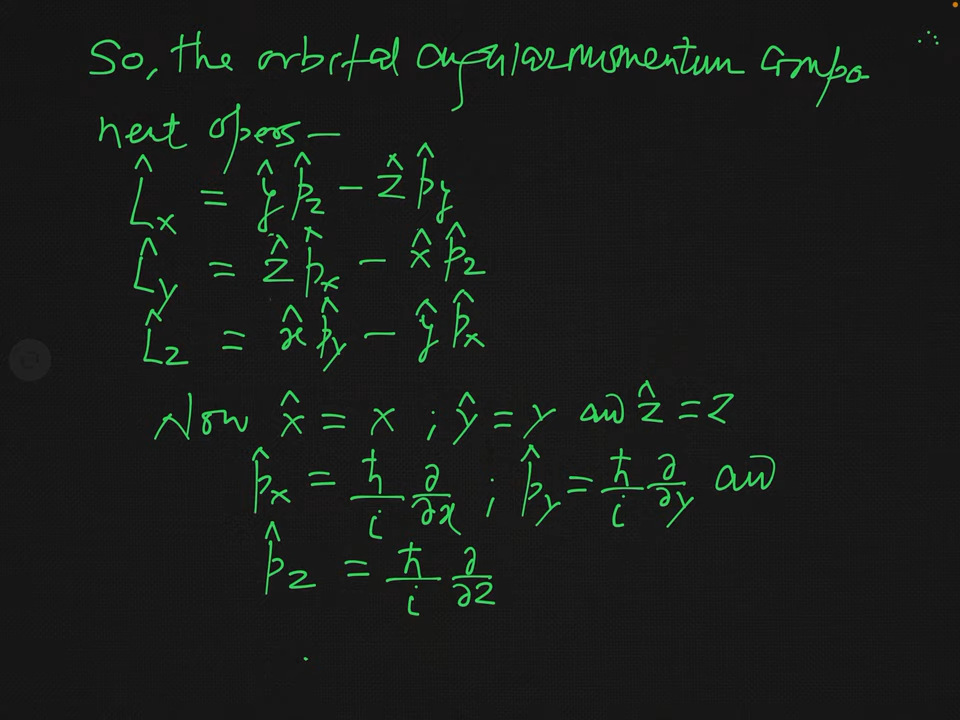 So, the orbital angular momentum compo
nent opers—
L̂x = ŷ p̂z − ẑ p̂y
L̂y = ẑ p̂x − x̂ p̂z
L̂z = x̂ p̂y − ŷ p̂x
Now x̂ = x ; ŷ = y and ẑ = z
p̂x = ħ/i ∂/∂x ; p̂y = ħ/i ∂/∂y and
p̂z = ħ/i ∂/∂z